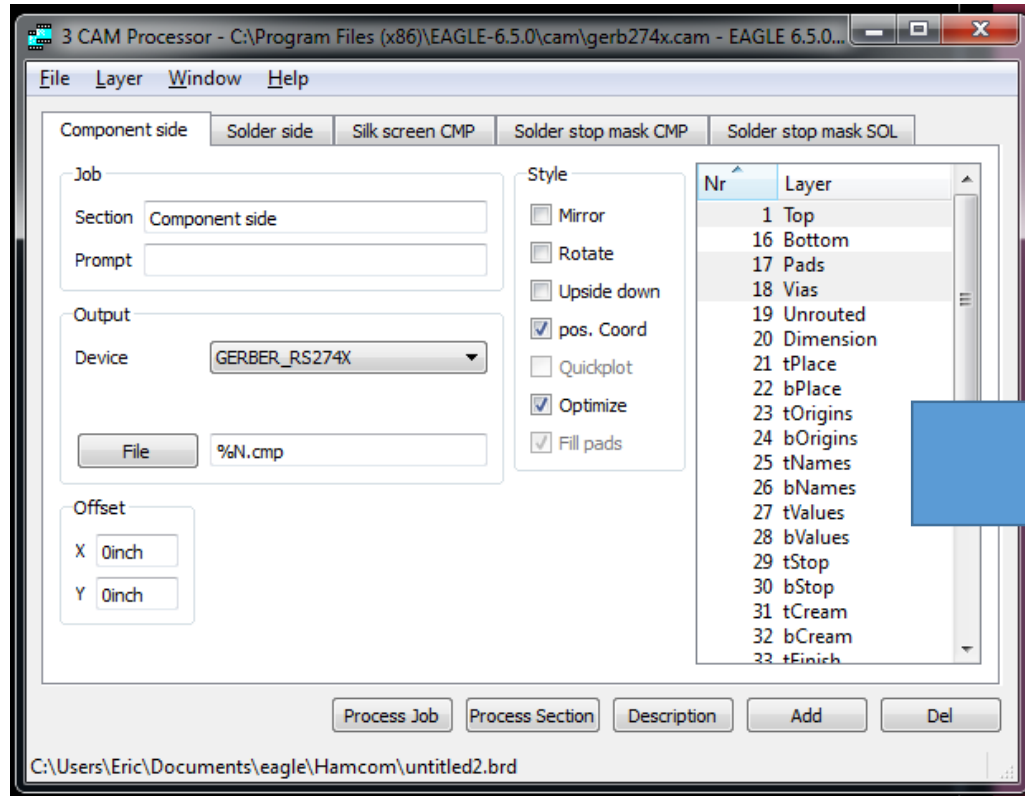 3 CAM Processor - C:\Program Files (x86)\EAGLE-6.5.0\cam\gerb274x.cam - EAGLE 6.5.0...
File Layer Window Help
Component side Solder side Silk screen CMP Solder stop mask CMP Solder stop mask SOL
Job
Section Component side
Prompt
Output
Device GERBER_RS274X
File %N.cmp
Offset
X 0inch
Y 0inch
Style
Mirror
Rotate
Upside down
pos. Coord
Quickplot
Optimize
Fill pads
Nr Layer
1 Top
16 Bottom
17 Pads
18 Vias
19 Unrouted
20 Dimension
21 tPlace
22 bPlace
23 tOrigins
24 bOrigins
25 tNames
26 bNames
27 tValues
28 bValues
29 tStop
30 bStop
31 tCream
32 bCream
33 tFinish
Process Job Process Section Description Add Del
C:\Users\Eric\Documents\eagle\Hamcom\untitled2.brd